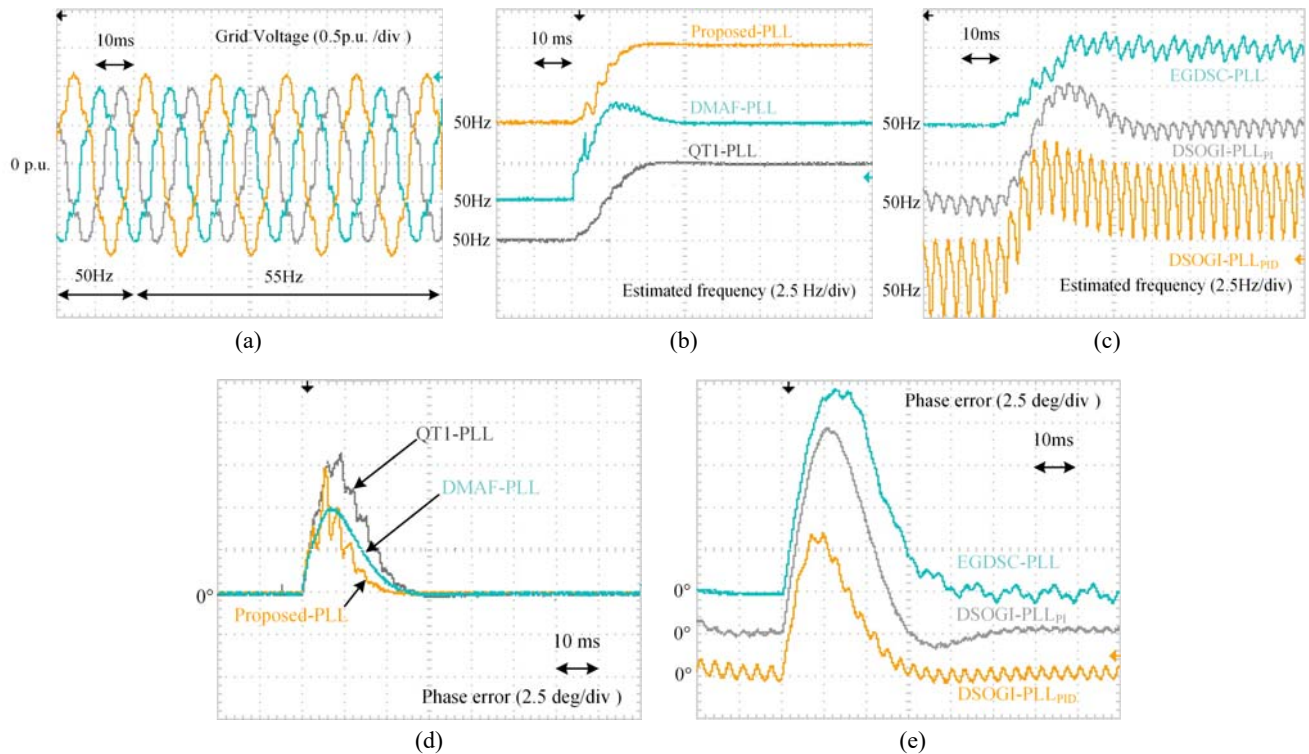 10ms
Grid Voltage (0.5p.u. /div )
0 p.u.
50Hz
55Hz
(a)
10 ms
Proposed-PLL
50Hz
DMAF-PLL
QT1-PLL
50Hz
50Hz
Estimated frequency (2.5 Hz/div)
(b)
10ms
EGDSC-PLL
50Hz
DSOGI-PLLPI
50Hz
DSOGI-PLLPID
50Hz
Estimated frequency (2.5Hz/div)
(c)
QT1-PLL
DMAF-PLL
0°
Proposed-PLL
10 ms
Phase error (2.5 deg/div )
(d)
Phase error (2.5 deg/div )
10ms
EGDSC-PLL
0°
DSOGI-PLLPI
0°
0°
DSOGI-PLLPID
(e)